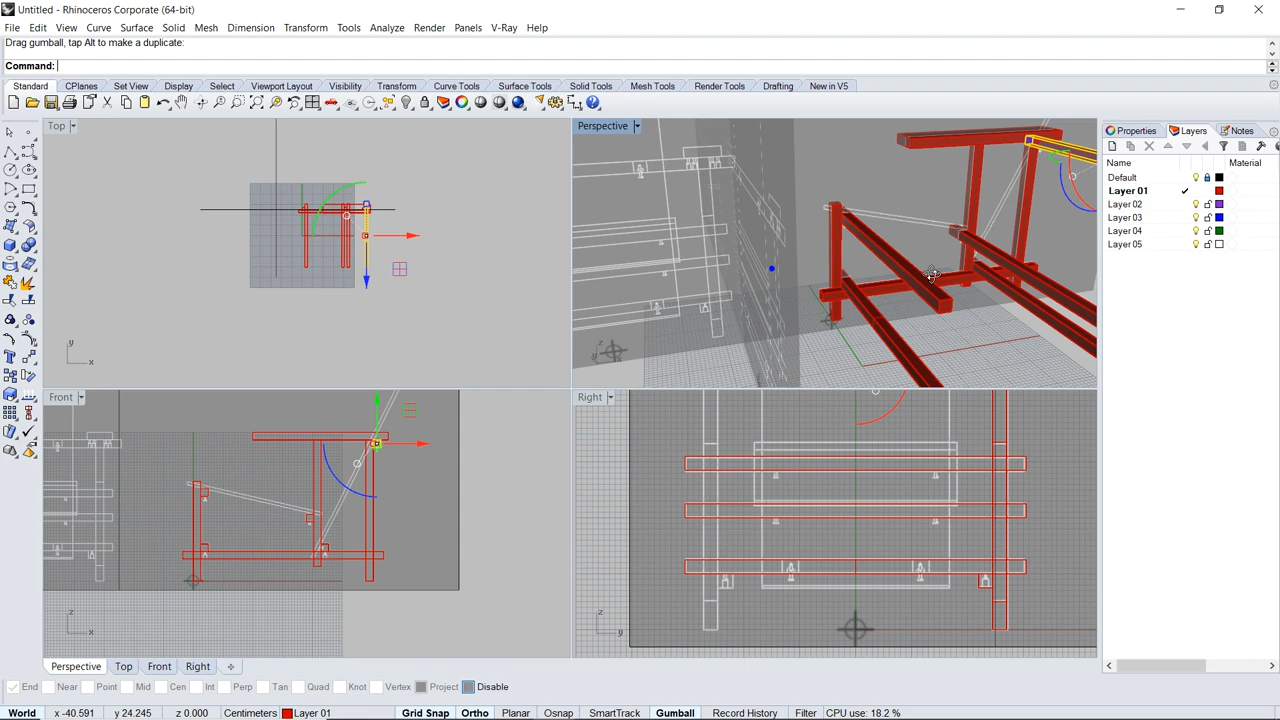 Untitled - Rhinoceros Corporate (64-bit)
File Edit View Curve Surface Solid Mesh Dimension Transform Tools Analyze Render Panels V-Ray Help
Drag gumball, tap Alt to make a duplicate:
Command:
Standard CPlanes Set View Display Select Viewport Layout Visibility Transform Curve Tools Surface Tools Solid Tools Mesh Tools Render Tools Drafting New in V5
Top
Perspective
Properties Layers Notes
Name Material
Default
Layer 01
Layer 02
Layer 03
Layer 04
Layer 05
y
x
z
y
x
Front
Right
z
x
z
y
Perspective Top Front Right
End Near Point Mid Cen Int Perp Tan Quad Knot Vertex Project Disable
World x -40.591 y 24.245 z 0.000 Centimeters Layer 01 Grid Snap Ortho Planar Osnap SmartTrack Gumball Record History Filter CPU use: 18.2 %